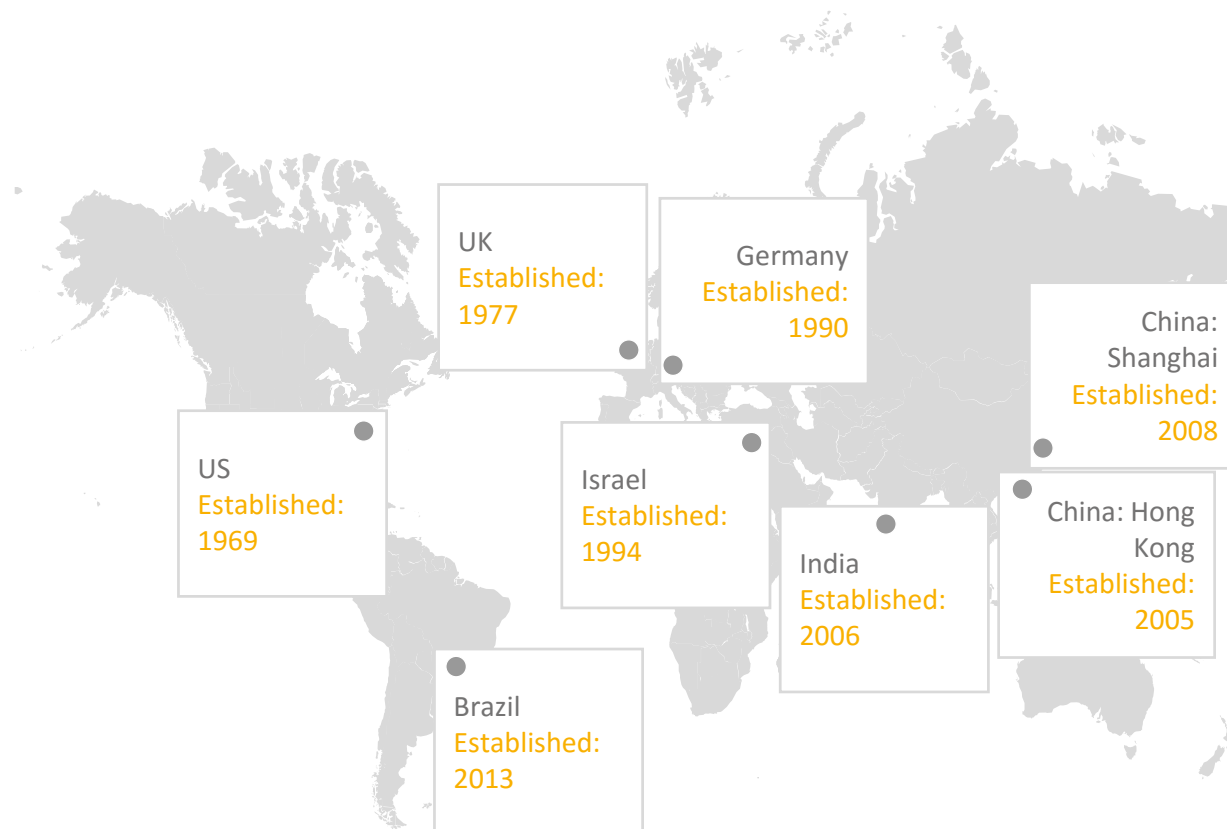 UK
Established:
1977
Germany
Established:
1990
China:
Shanghai
Established:
2008
US
Established:
1969
Israel
Established:
1994
India
Established:
2006
China: Hong
Kong
Established:
2005
Brazil
Established:
2013